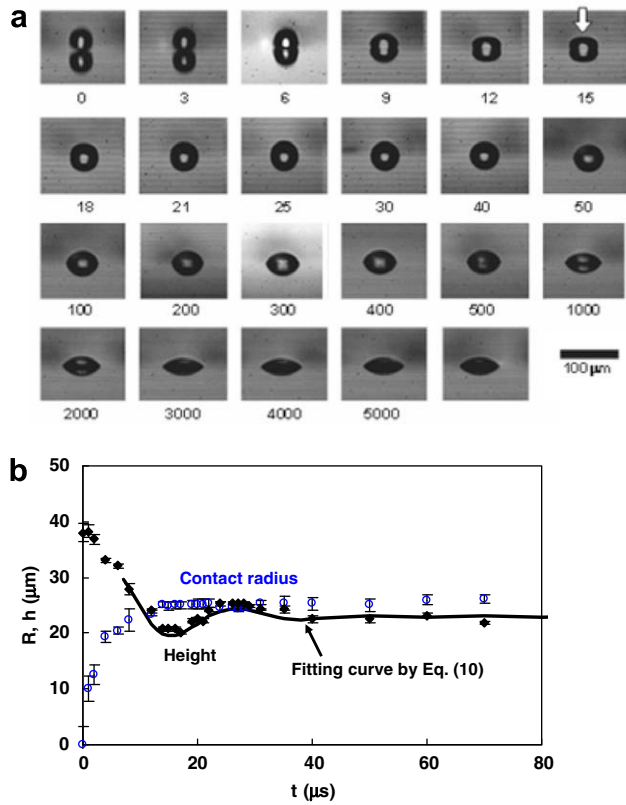 a
0 3 6 9 12 15
18 21 25 30 40 50
100 200 300 400 500 1000
2000 3000 4000 5000
100 μm
b
50
40
30
20
10
0
R, h (μm)
Contact radius
Height
Fitting curve by Eq. (10)
0 20 40 60 80
t (μs)